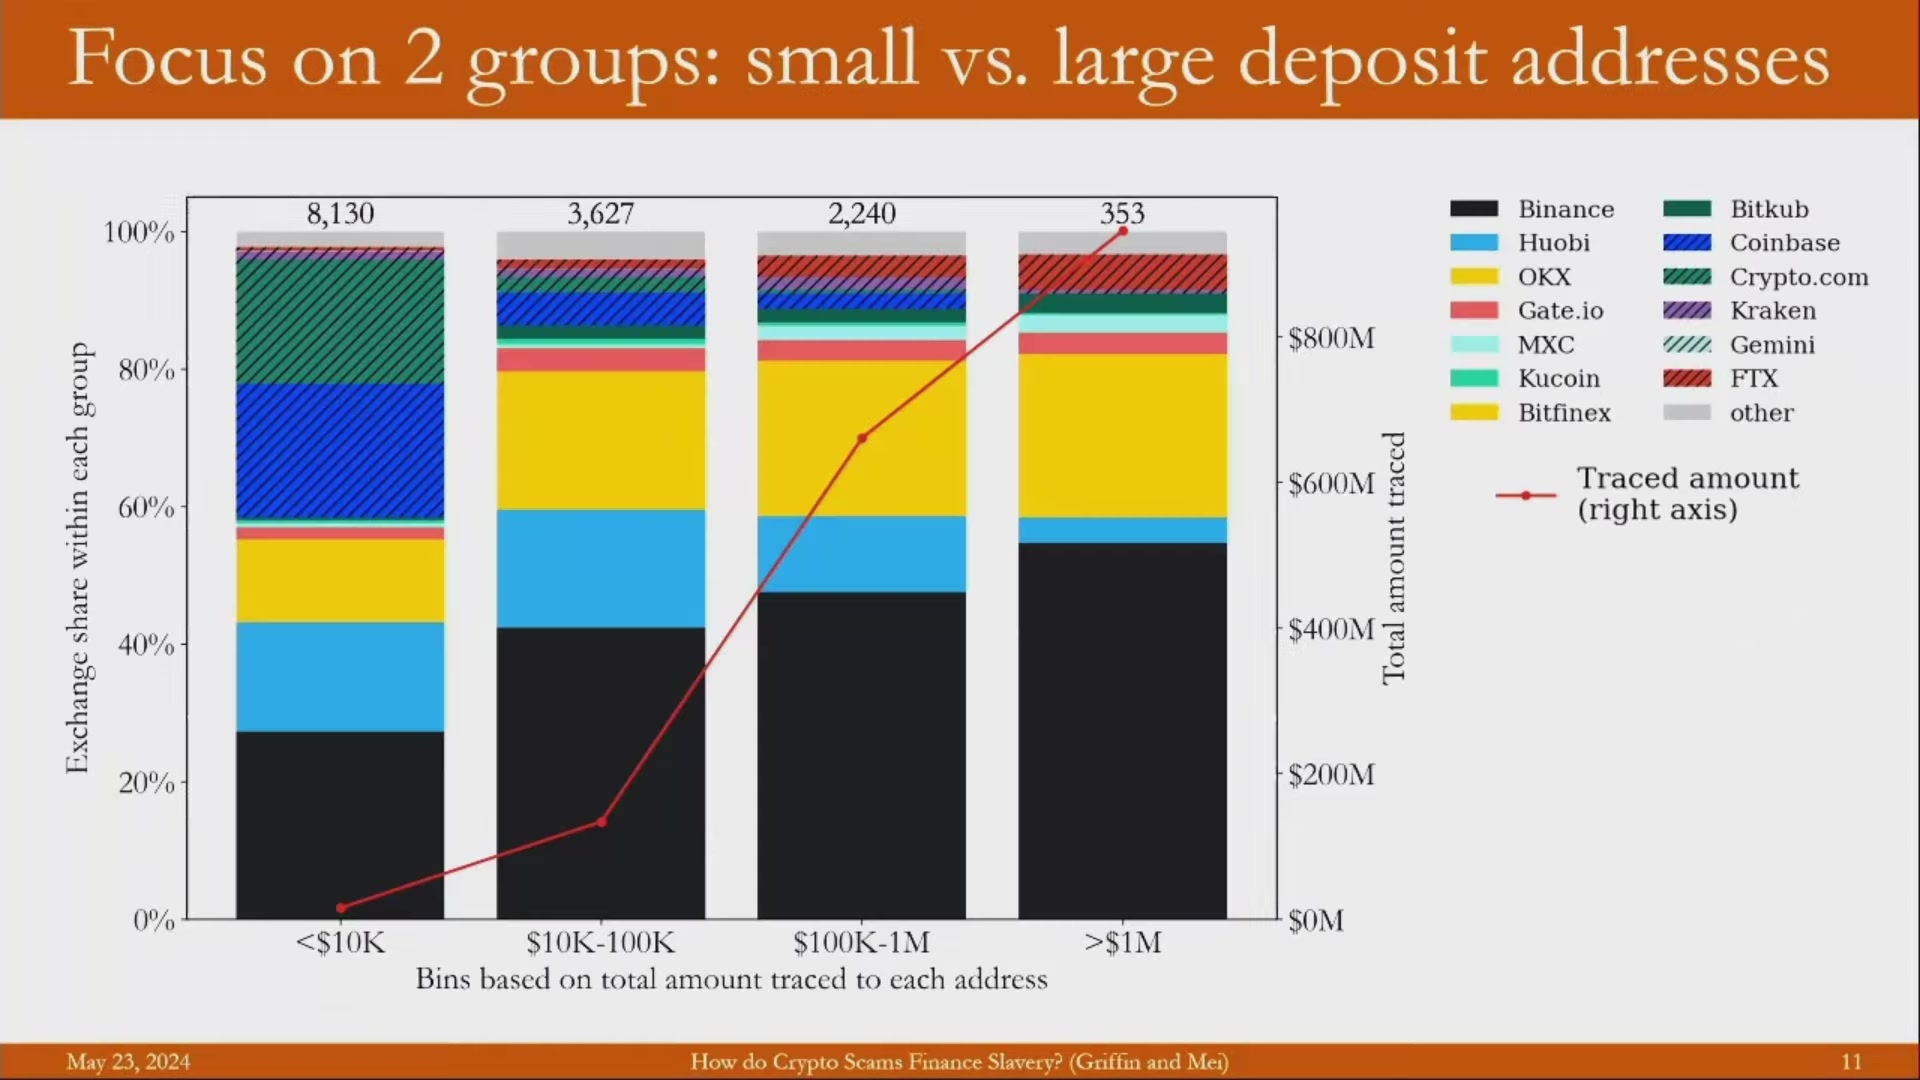 Focus on 2 groups: small vs. large deposit addresses
8,130
3,627
2,240
353
100%
80%
60%
40%
20%
0%
Exchange share within each group
$800M
$600M
$400M
$200M
$0M
Total amount traced
<$10K
$10K-100K
$100K-1M
>$1M
Bins based on total amount traced to each address
Binance
Huobi
OKX
Gate.io
MXC
Kucoin
Bitfinex
Bitkub
Coinbase
Crypto.com
Kraken
Gemini
FTX
other
Traced amount
(right axis)
May 23, 2024
How do Crypto Scams Finance Slavery? (Griffin and Mei)
11